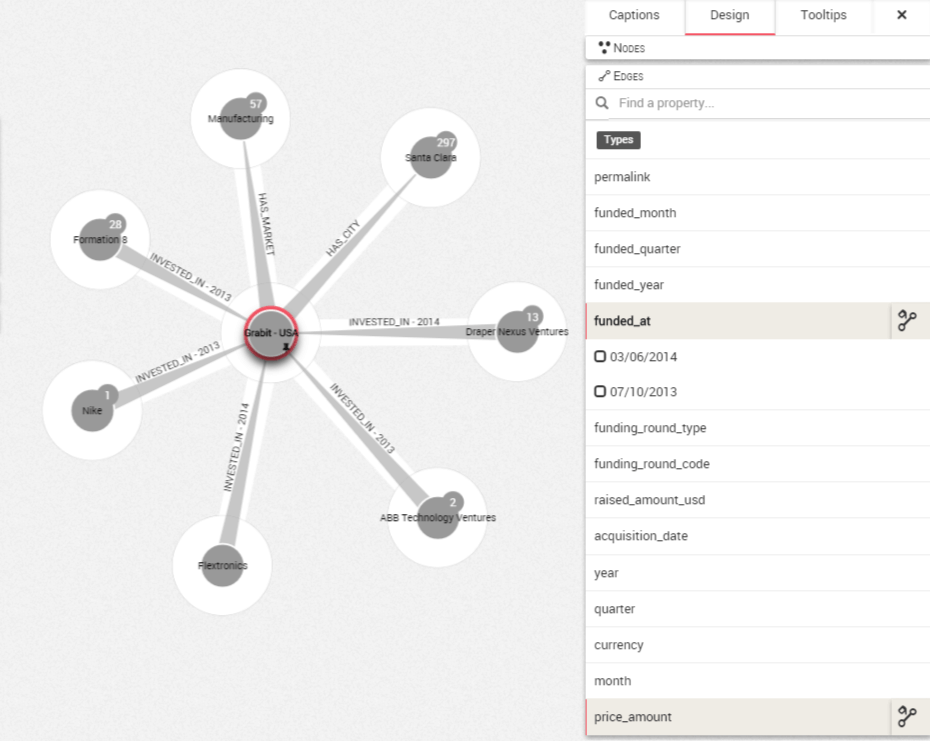 Captions
Design
Tooltips
×
NODES
EDGES
Find a property...
Types
permalink
funded_month
funded_quarter
funded_year
funded_at
03/06/2014
07/10/2013
funding_round_type
funding_round_code
raised_amount_usd
acquisition_date
year
quarter
currency
month
price_amount
57
Manufacturing
297
Santa Clara
28
Formation 8
HAS_MARKET
HAS_CITY
INVESTED_IN - 2013
13
Draper Nexus Ventures
INVESTED_IN - 2014
Grabit - USA
1
Nike
INVESTED_IN - 2013
INVESTED_IN - 2014
INVESTED_IN - 2013
2
ABB Technology Ventures
Flextronics